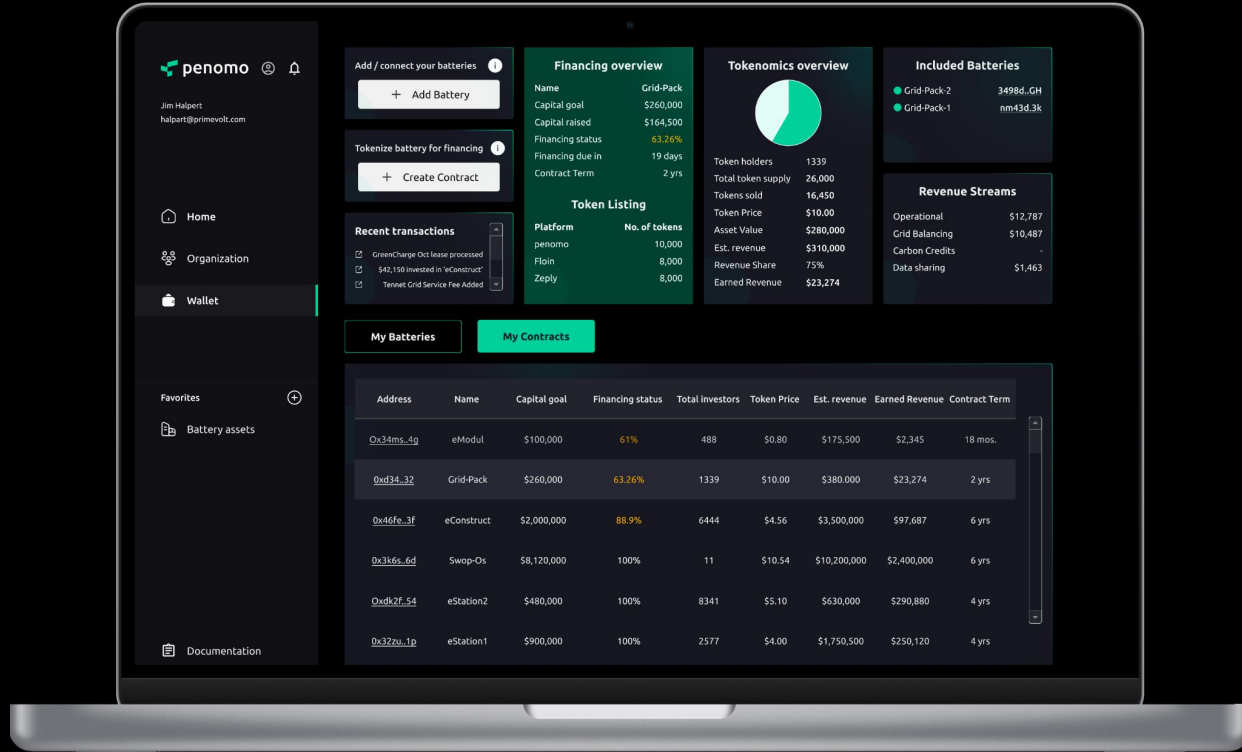 penomo
Jim Halpert
halpart@primevolt.com
Home
Organization
Wallet
Favorites
Battery assets
Documentation
Add / connect your batteries i
+ Add Battery
Tokenize battery for financing i
+ Create Contract
Recent transactions
GreenCharge Oct lease processed
$42,150 invested in 'eConstruct'
Tennet Grid Service Fee Added
Financing overview
Name Grid-Pack
Capital goal $260,000
Capital raised $164,500
Financing status 63.26%
Financing due in 19 days
Contract Term 2 yrs
Token Listing
Platform No. of tokens
penomo 10,000
Floin 8,000
Zeply 8,000
Tokenomics overview
Token holders 1339
Total token supply 26,000
Tokens sold 16,450
Token Price $10.00
Asset Value $280,000
Est. revenue $310,000
Revenue Share 75%
Earned Revenue $23,274
Included Batteries
Grid-Pack-2 3498d..GH
Grid-Pack-1 nm43d.3k
Revenue Streams
Operational $12,787
Grid Balancing $10,487
Carbon Credits -
Data sharing $1,463
My Batteries My Contracts
Address Name Capital goal Financing status Total investors Token Price Est. revenue Earned Revenue Contract Term
Ox34ms..4g eModul $100,000 61% 488 $0.80 $175,500 $2,345 18 mos.
0xd34..32 Grid-Pack $260,000 63.26% 1339 $10.00 $380.000 $23,274 2 yrs
0x46fe..3f eConstruct $2,000,000 88.9% 6444 $4.56 $3,500,000 $97,687 6 yrs
0x3k6s..6d Swop-Os $8,120,000 100% 11 $10.54 $10,200,000 $2,400,000 6 yrs
Oxdk2f..54 eStation2 $480,000 100% 8341 $5.10 $630,000 $290,880 4 yrs
0x32zu..1p eStation1 $900,000 100% 2577 $4.00 $1,750,500 $250,120 4 yrs